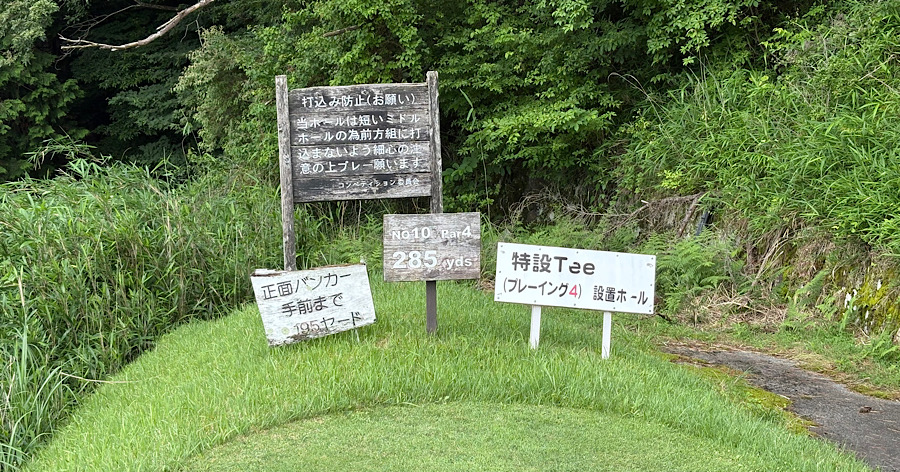 打込み防止(お願い)
当ホールは短いミドル
ホールの為前方組に打
込まないよう細心の注
意の上プレー願います
コンペティション委員会
NO10 Par4
285 yds
正面バンカー
手前まで
195ヤード
特設Tee
(プレーイング4) 設置ホール